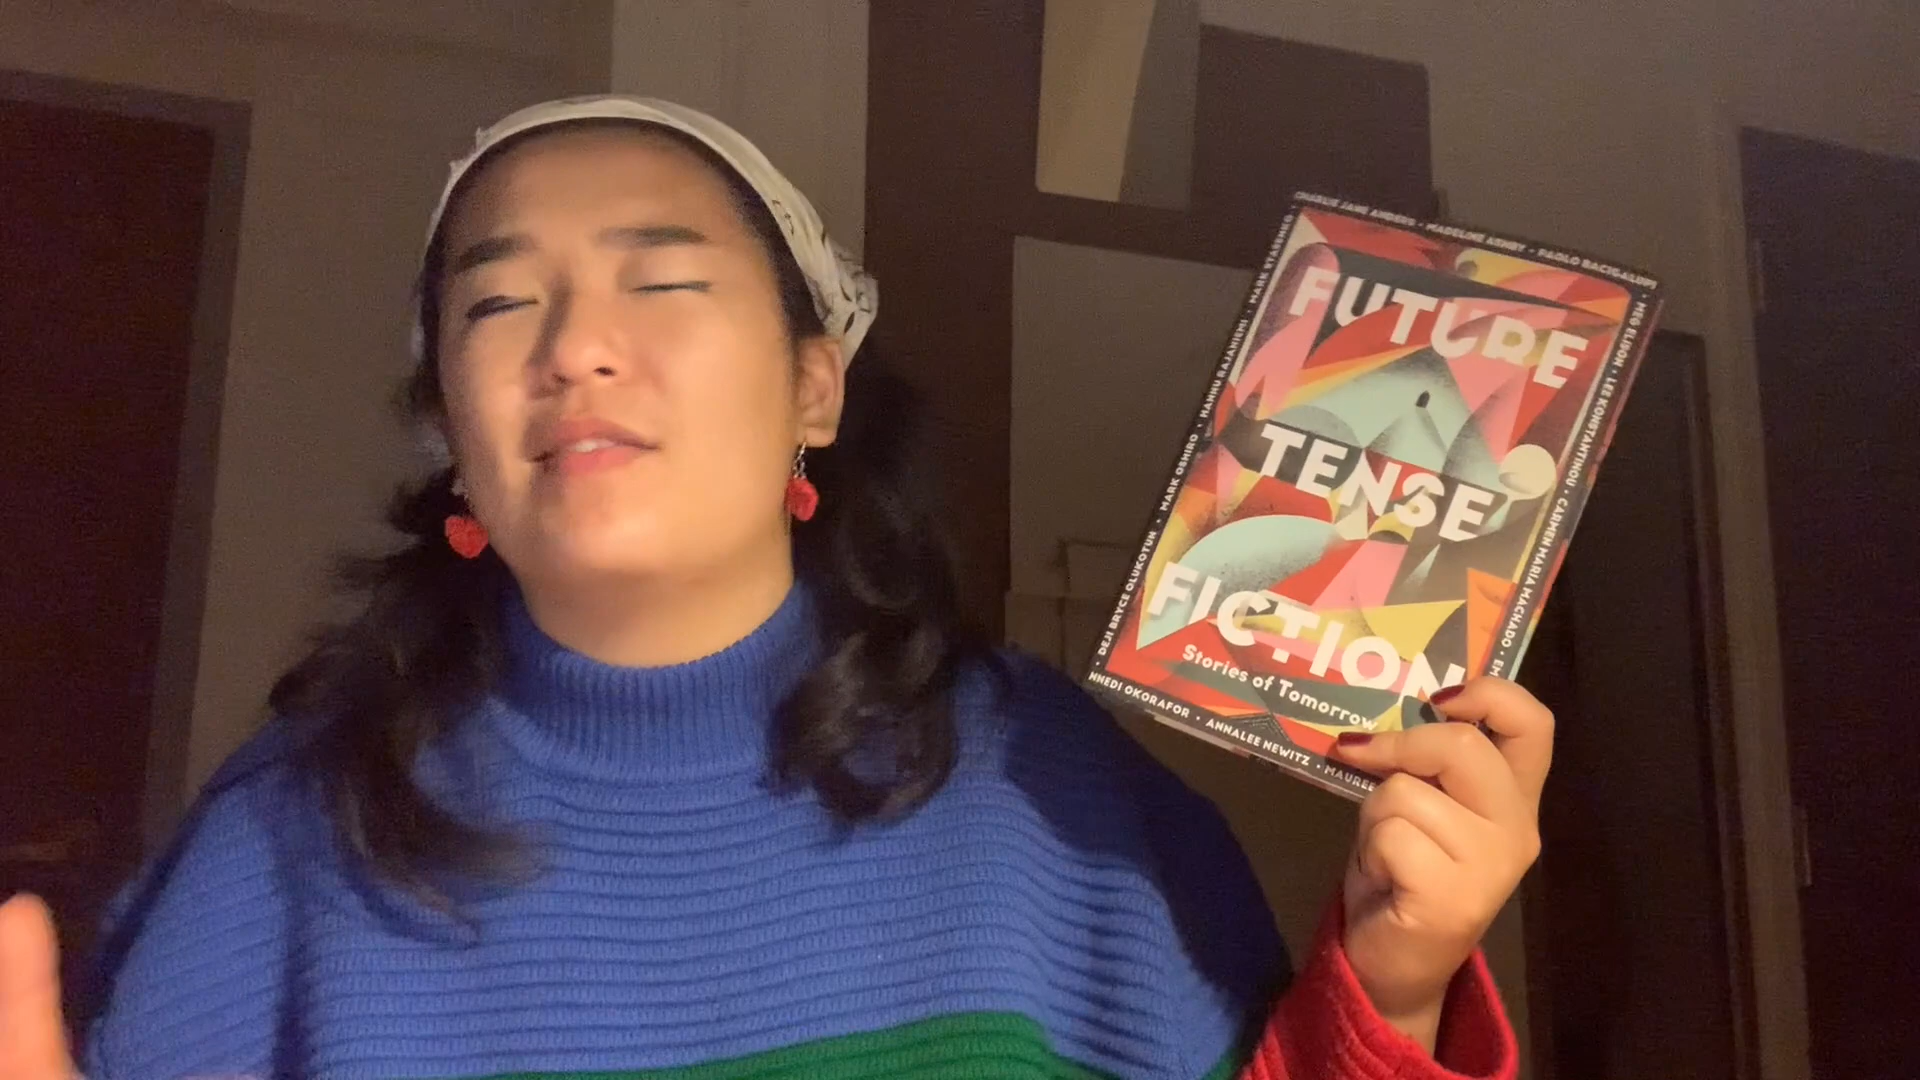 CHARLIE JANE ANDERS • MADELINE ASHBY • PAOLO BACIGALUPI
• MEG ELISON • LEE KONSTANTINOU • CARMEN MARIA MACHADO •
FUTURE
TENSE
FICTION
Stories of Tomorrow
NNEDI OKORAFOR • ANNALEE NEWITZ •
• DEJI BRYCE OLUKOTUN • MARK OSHIRO • HANNU RAJANIEMI • MARK STASENKO •